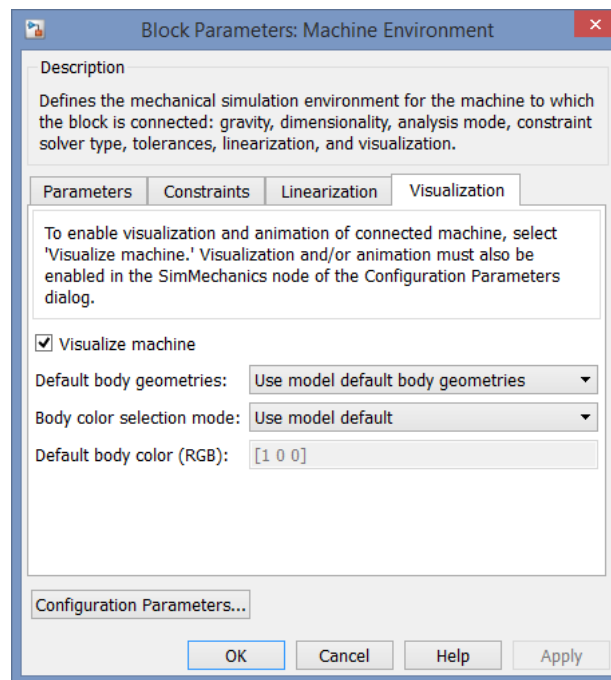 Block Parameters: Machine Environment
Description
Defines the mechanical simulation environment for the machine to which
the block is connected: gravity, dimensionality, analysis mode, constraint
solver type, tolerances, linearization, and visualization.
Parameters Constraints Linearization Visualization
To enable visualization and animation of connected machine, select
'Visualize machine.' Visualization and/or animation must also be
enabled in the SimMechanics node of the Configuration Parameters
dialog.
Visualize machine
Default body geometries: Use model default body geometries
Body color selection mode: Use model default
Default body color (RGB): [1 0 0]
Configuration Parameters...
OK Cancel Help Apply